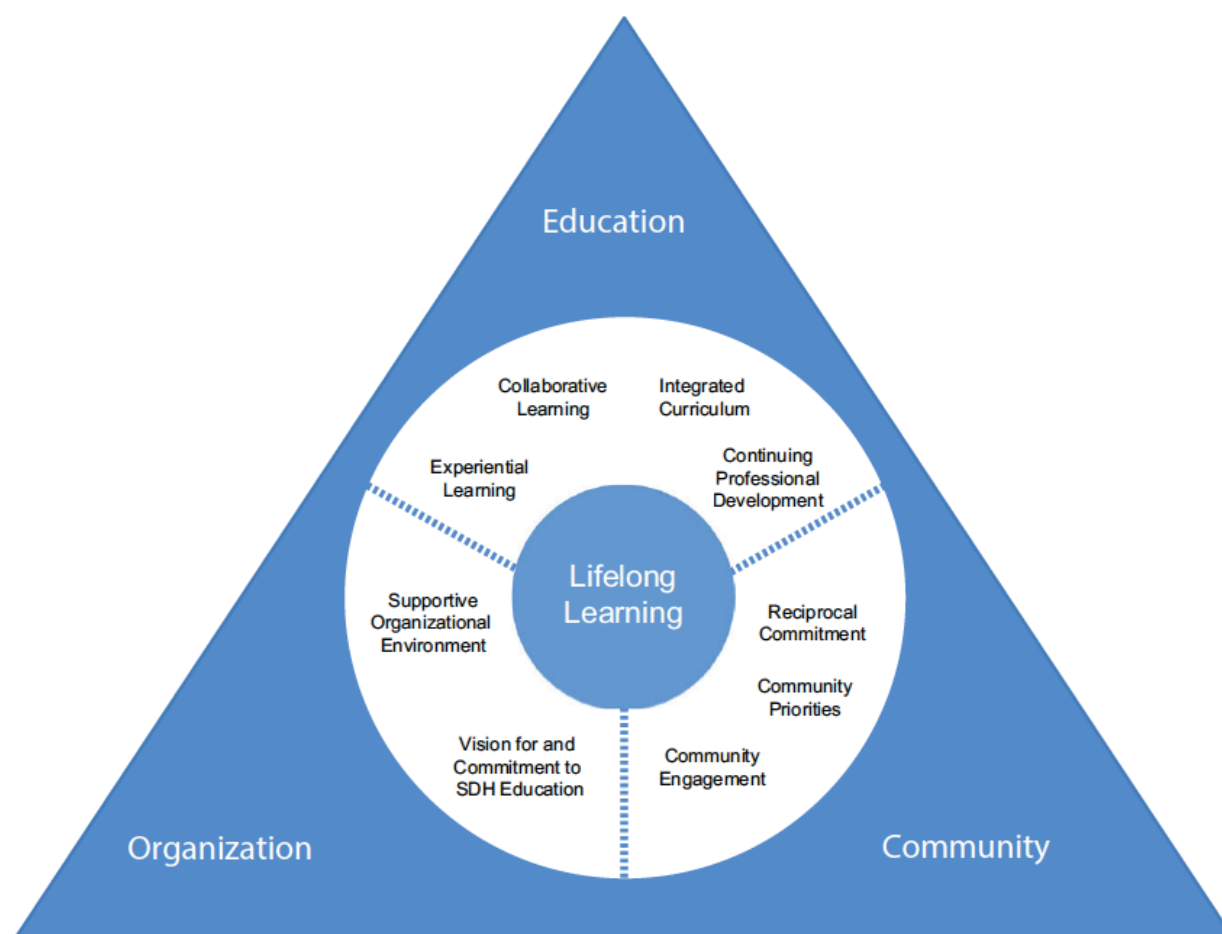 Education
Collaborative
Learning
Integrated
Curriculum
Experiential
Learning
Continuing
Professional
Development
Lifelong
Learning
Supportive
Organizational
Environment
Reciprocal
Commitment
Community
Priorities
Vision for and
Commitment to
SDH Education
Community
Engagement
Organization
Community